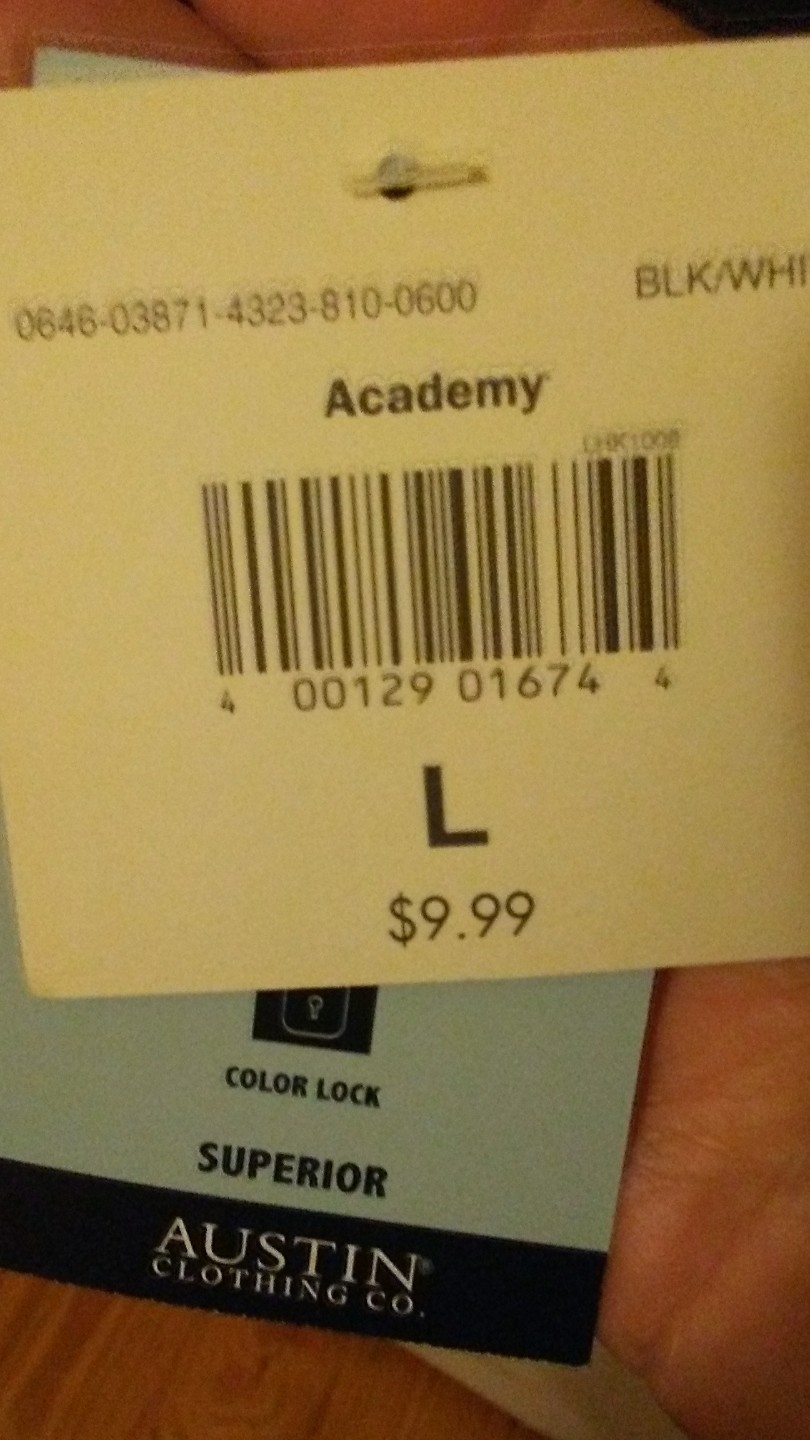 0646-03871-4323-810-0600
BLK/WHI
Academy
LHK1008
4 00129 01674 4
L
$9.99
COLOR LOCK
SUPERIOR
AUSTIN®
CLOTHING CO.